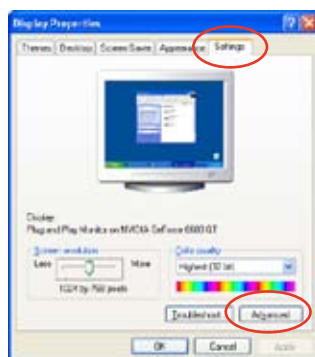 Display Properties
Themes Desktop Screen Saver Appearance Settings
Display:
Plug and Play Monitor on NVIDIA GeForce 6600 GT
Screen resolution
Less More
1024 by 768 pixels
Color quality
Highest (32 bit)
Troubleshoot... Advanced
OK Cancel Apply